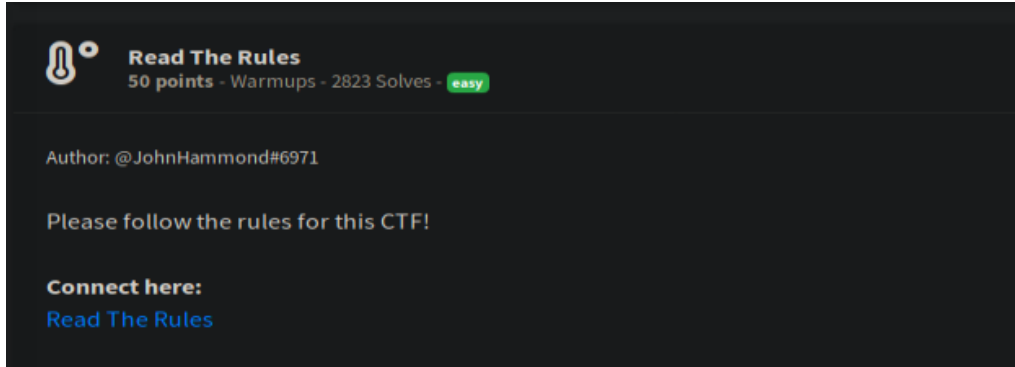 Read The Rules
50 points - Warmups - 2823 Solves - easy
Author: @JohnHammond#6971
Please follow the rules for this CTF!
Connect here:
Read The Rules